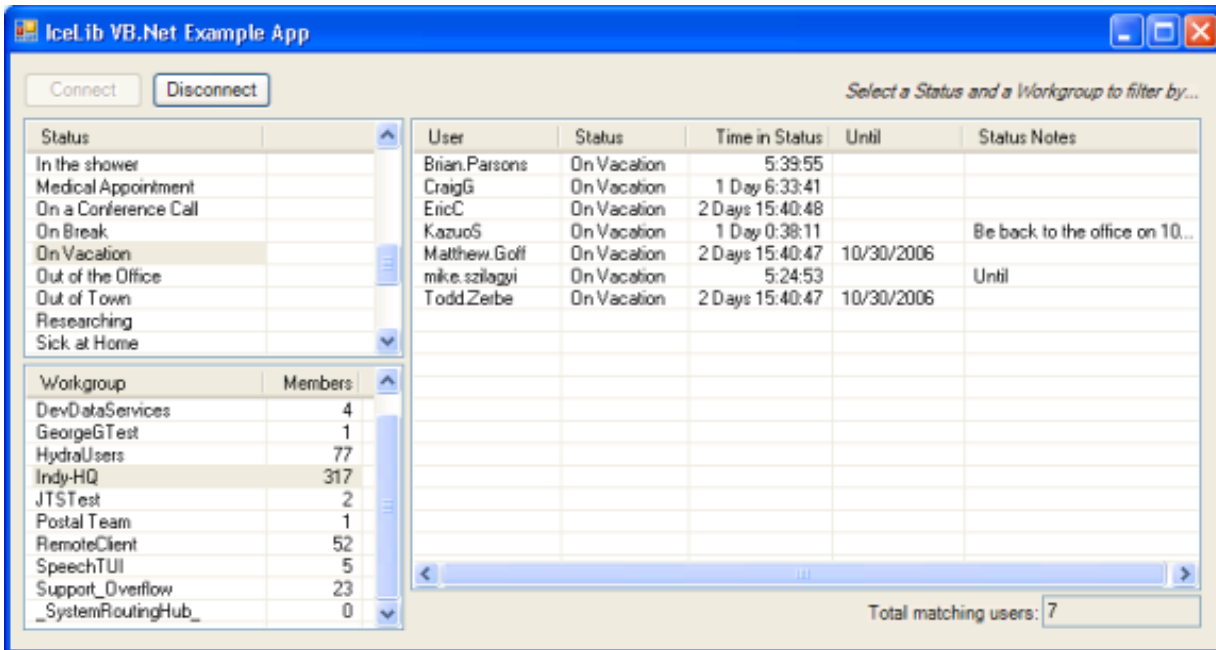 IceLib VB.Net Example App
Connect Disconnect Select a Status and a Workgroup to filter by...
Status
In the shower
Medical Appointment
On a Conference Call
On Break
On Vacation
Out of the Office
Out of Town
Researching
Sick at Home
Workgroup Members
DevDataServices 4
GeorgeGTest 1
HydraUsers 77
Indy-HQ 317
JTSTest 2
Postal Team 1
RemoteClient 52
SpeechTUI 5
Support_Overflow 23
_SystemRoutingHub_ 0
User Status Time in Status Until Status Notes
Brian.Parsons On Vacation 5:39:55
CraigG On Vacation 1 Day 6:33:41
EricC On Vacation 2 Days 15:40:48
KazuoS On Vacation 1 Day 0:38:11 Be back to the office on 10...
Matthew.Goff On Vacation 2 Days 15:40:47 10/30/2006
mike.szilagyi On Vacation 5:24:53 Until
Todd.Zerbe On Vacation 2 Days 15:40:47 10/30/2006
Total matching users: 7